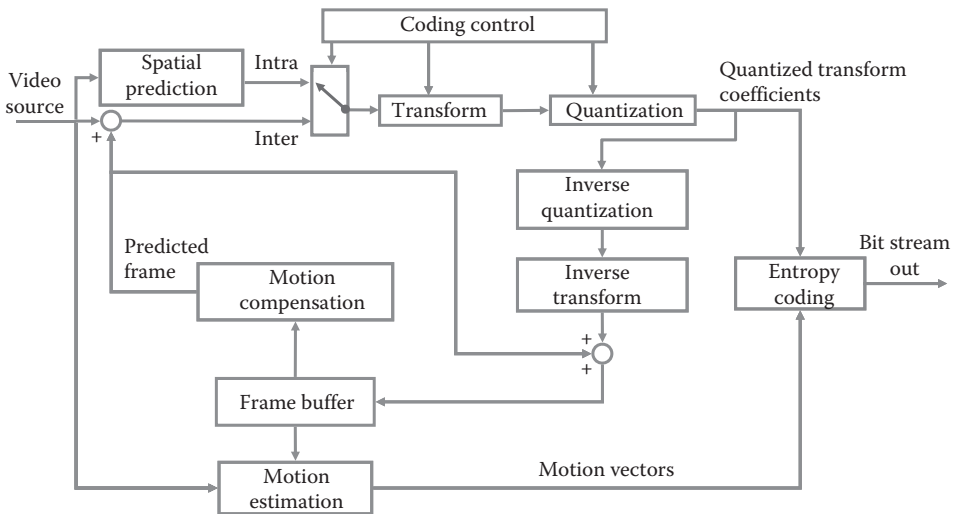 Coding control
Spatial
prediction
Intra
Video
source
+
Inter
Transform
Quantization
Quantized transform
coefficients
Inverse
quantization
Predicted
frame
Motion
compensation
Inverse
transform
Entropy
coding
Bit stream
out
+
+
Frame buffer
Motion
estimation
Motion vectors